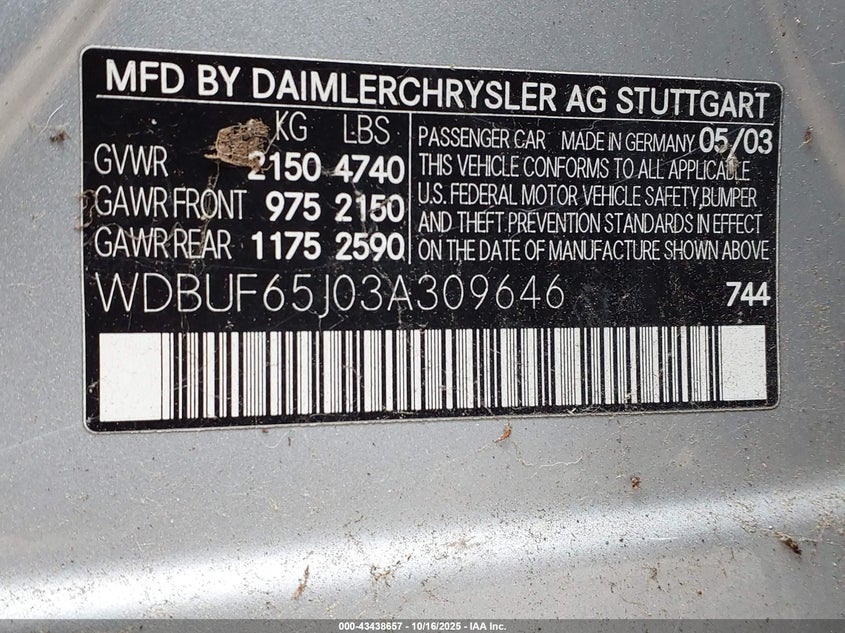 MFD BY DAIMLERCHRYSLER AG STUTTGART
KG LBS
GVWR 2150 4740
GAWR FRONT 975 2150
GAWR REAR 1175 2590
PASSENGER CAR MADE IN GERMANY 05/03
THIS VEHICLE CONFORMS TO ALL APPLICABLE
U.S. FEDERAL MOTOR VEHICLE SAFETY,BUMPER
AND THEFT PREVENTION STANDARDS IN EFFECT
ON THE DATE OF MANUFACTURE SHOWN ABOVE
WDBUF65J03A309646 744
000-43438657 - 10/16/2025 - IAA Inc.